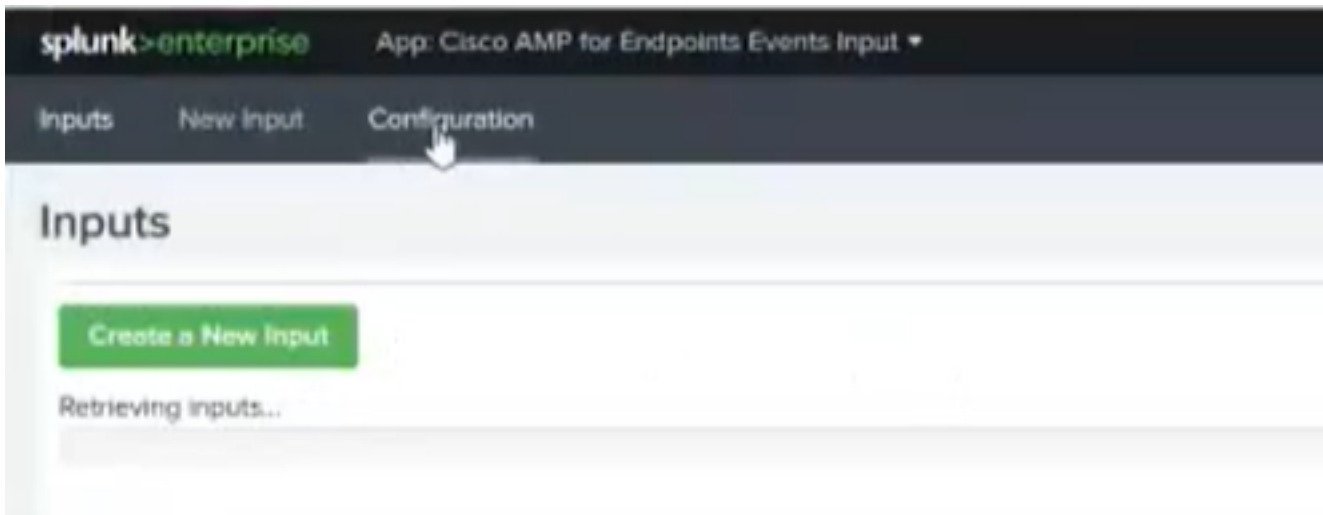 splunk>enterprise App: Cisco AMP for Endpoints Events Input
Inputs New Input Configuration
Inputs
Create a New Input
Retrieving inputs...